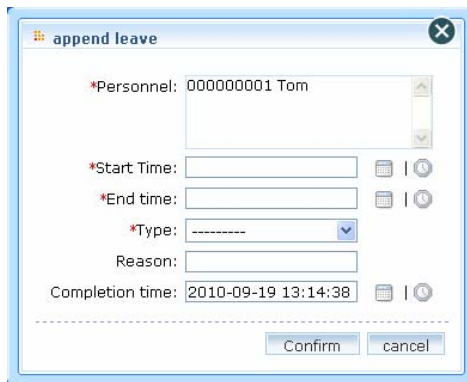 append leave
*Personnel: 000000001 Tom
*Start Time: |
*End time: |
*Type: ---------
Reason:
Completion time: 2010-09-19 13:14:38 |
Confirm cancel